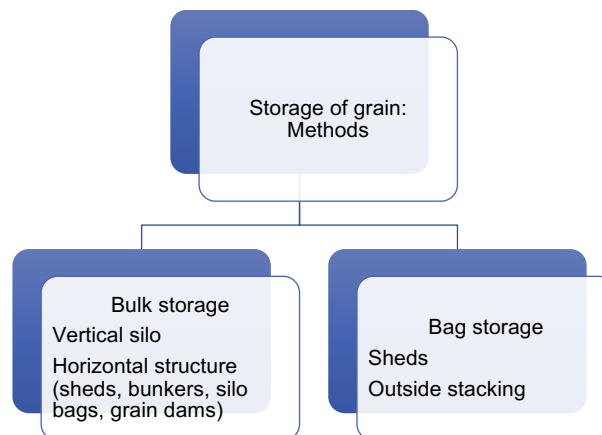 Storage of grain:
Methods
Bulk storage
Vertical silo
Horizontal structure
(sheds, bunkers, silo
bags, grain dams)
Bag storage
Sheds
Outside stacking